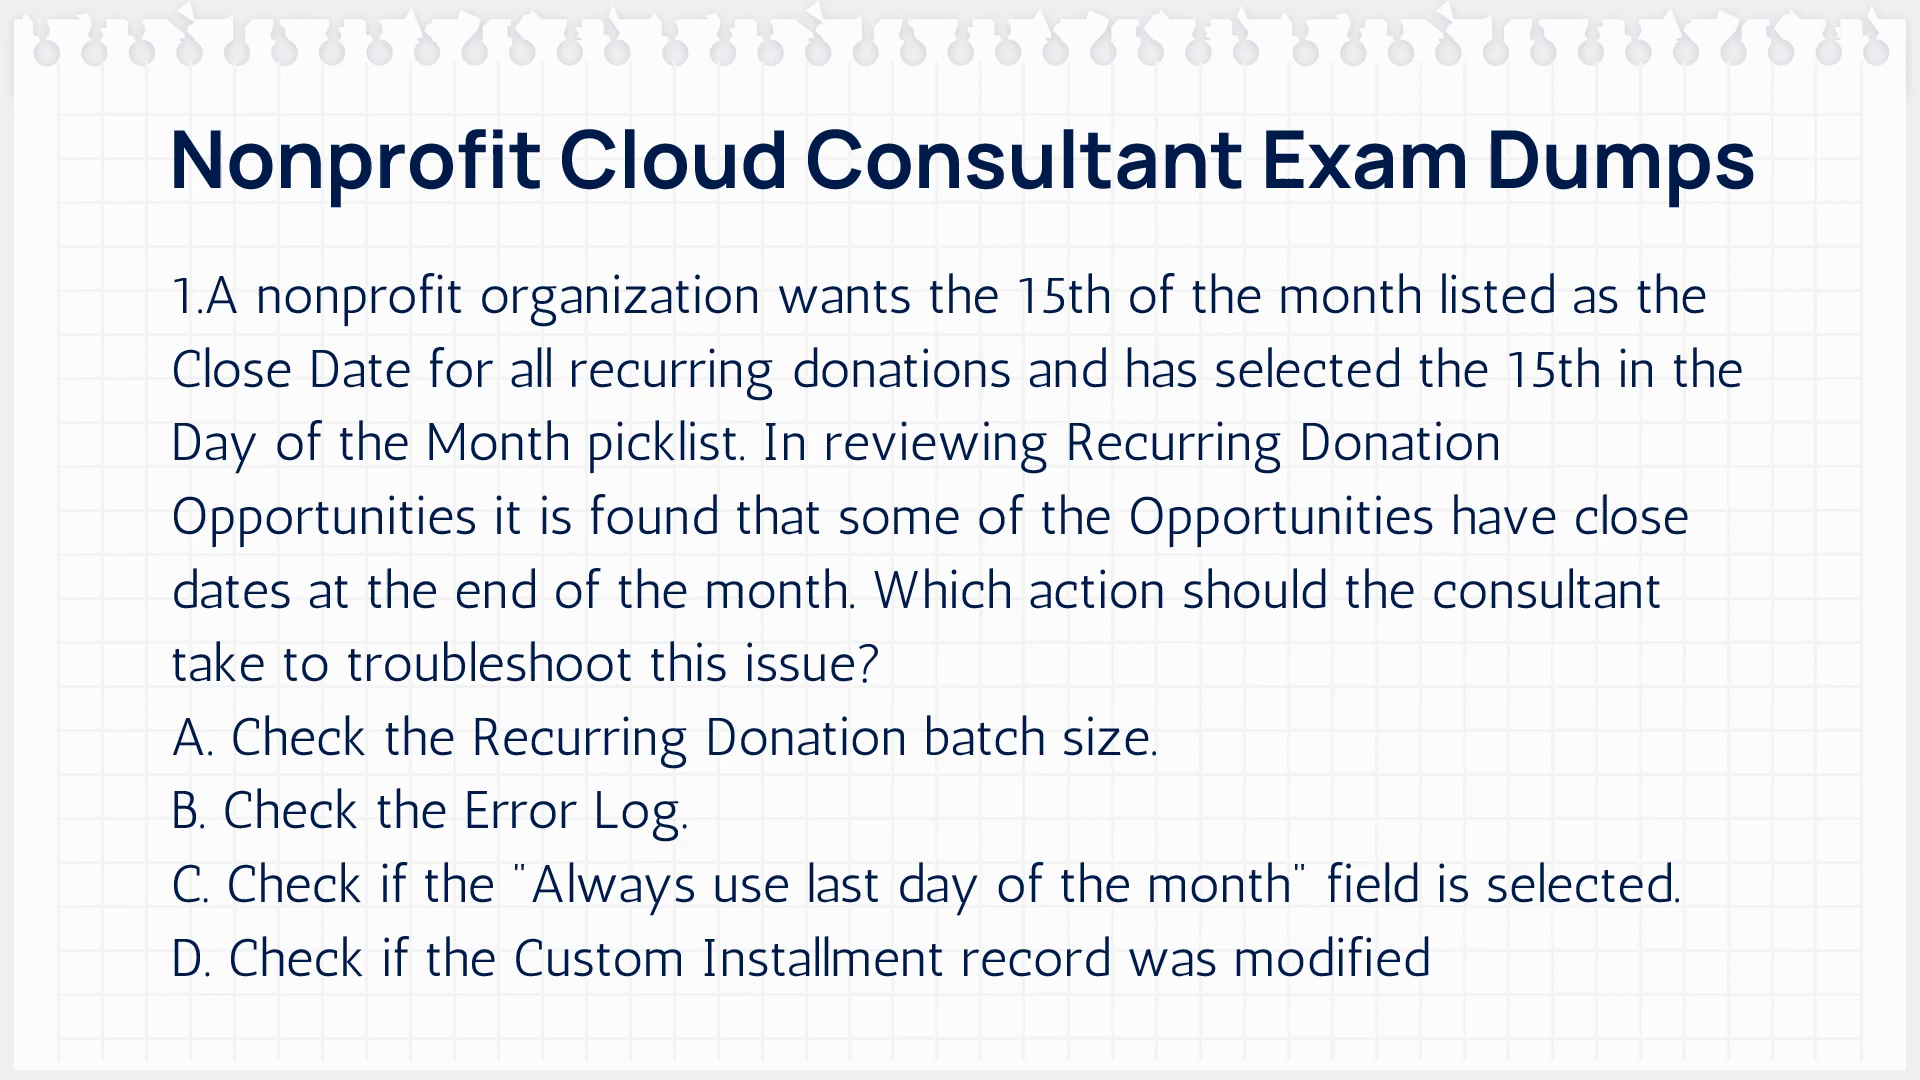 Nonprofit Cloud Consultant Exam Dumps
1.A nonprofit organization wants the 15th of the month listed as the
Close Date for all recurring donations and has selected the 15th in the
Day of the Month picklist. In reviewing Recurring Donation
Opportunities it is found that some of the Opportunities have close
dates at the end of the month. Which action should the consultant
take to troubleshoot this issue?
A. Check the Recurring Donation batch size.
B. Check the Error Log.
C. Check if the "Always use last day of the month" field is selected.
D. Check if the Custom Installment record was modified